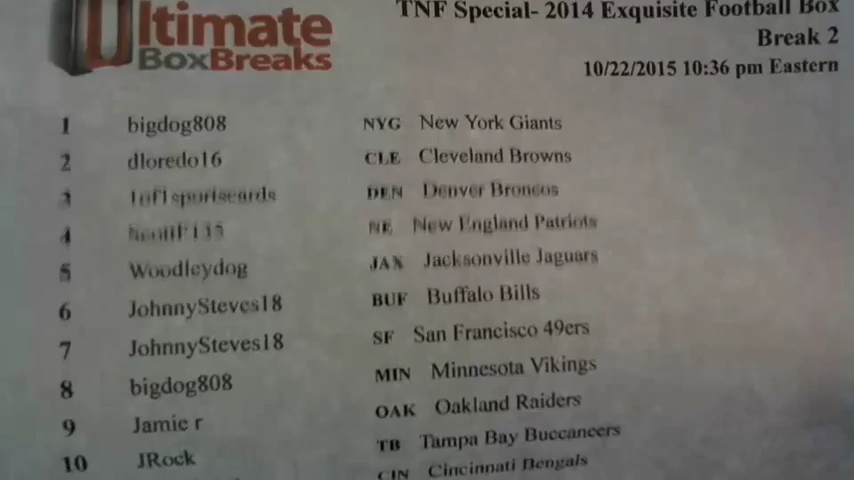 Ultimate
BoxBreaks
TNF Special- 2014 Exquisite Football Box
Break 2
10/22/2015 10:36 pm Eastern
1 bigdog808 NYG New York Giants
2 dloredo16 CLE Cleveland Browns
3 1of1sportscards DEN Denver Broncos
4 NE New England Patriots
5 Woodleydog JAX Jacksonville Jaguars
6 JohnnySteves18 BUF Buffalo Bills
7 JohnnySteves18 SF San Francisco 49ers
8 bigdog808 MIN Minnesota Vikings
9 Jamie r OAK Oakland Raiders
10 JRock TB Tampa Bay Buccaneers
CIN Cincinnati Bengals